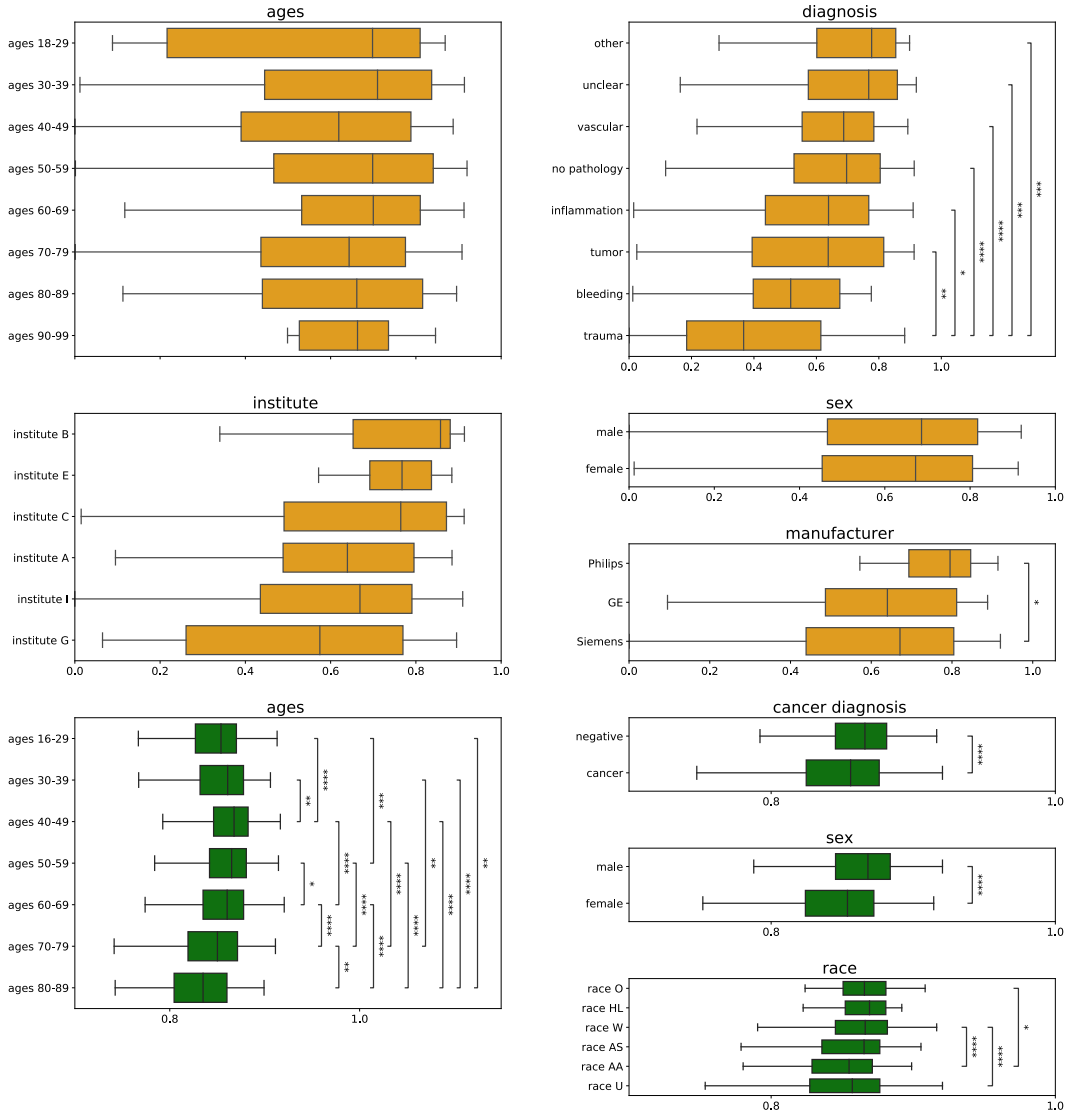 ages
ages 18-29
ages 30-39
ages 40-49
ages 50-59
ages 60-69
ages 70-79
ages 80-89
ages 90-99
diagnosis
other
unclear
vascular
no pathology
inflammation
tumor
bleeding
trauma
**
*
****
****
***
***
0.0 0.2 0.4 0.6 0.8 1.0
institute
institute B
institute E
institute C
institute A
institute I
institute G
0.0 0.2 0.4 0.6 0.8 1.0
sex
male
female
0.0 0.2 0.4 0.6 0.8 1.0
manufacturer
Philips
GE
Siemens
*
0.0 0.2 0.4 0.6 0.8 1.0
ages
ages 16-29
ages 30-39
ages 40-49
ages 50-59
ages 60-69
ages 70-79
ages 80-89
**
*
****
****
****
**
****
***
****
****
****
**
****
****
**
0.8 1.0
cancer diagnosis
negative
cancer
****
0.8 1.0
sex
male
female
****
0.8 1.0
race
race O
race HL
race W
race AS
race AA
race U
****
****
*
0.8 1.0